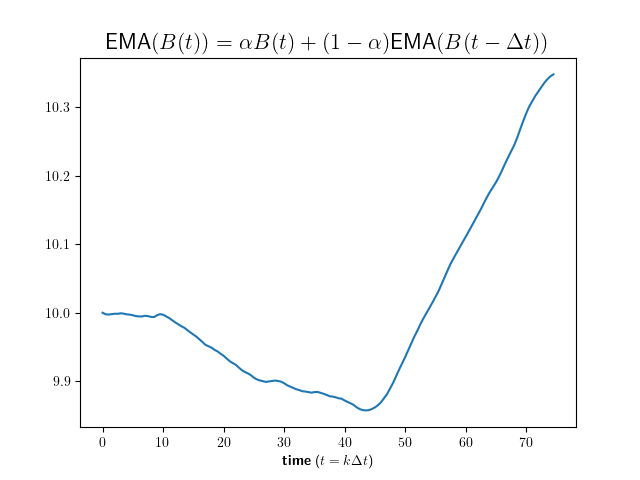 EMA(B(t)) = αB(t) + (1 − α)EMA(B(t − Δt))
10.3
10.2
10.1
10.0
9.9
0 10 20 30 40 50 60 70
time (t = kΔt)